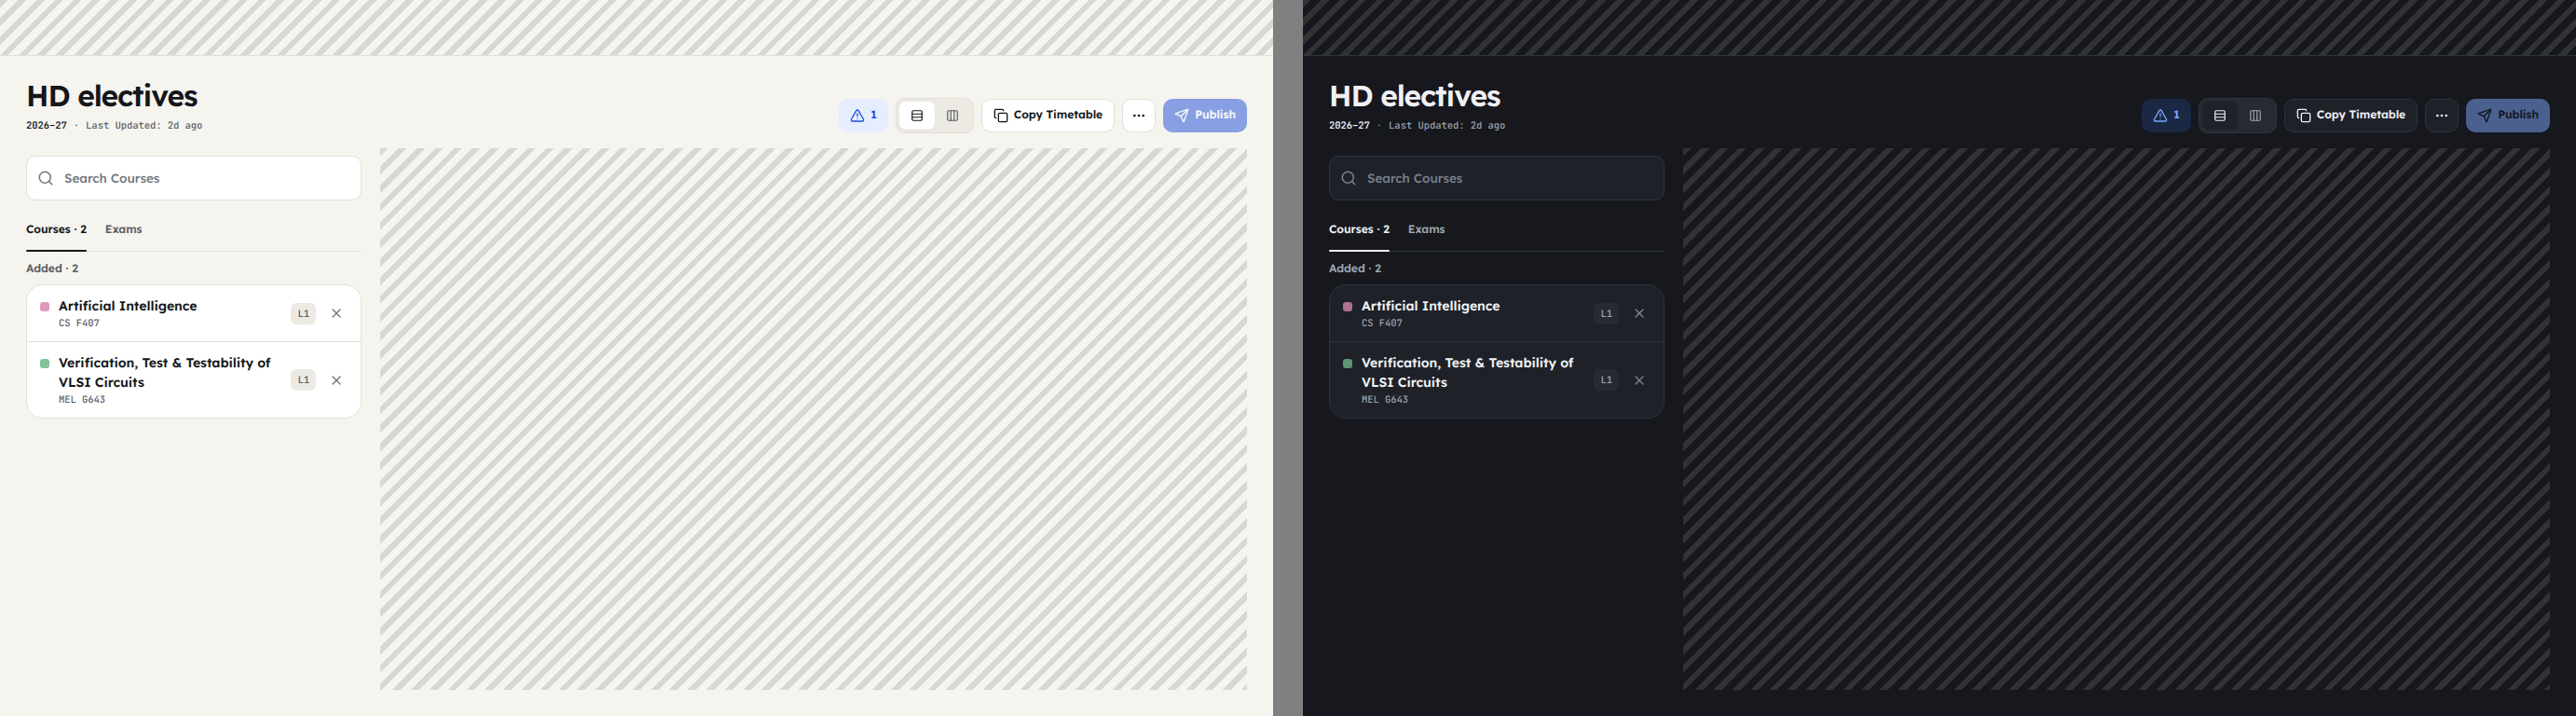 HD electives
2026-27 · Last Updated: 2d ago
1
Copy Timetable
Publish
Search Courses
Courses · 2
Exams
Added · 2
Artificial Intelligence
CS F407
L1
Verification, Test & Testability of
VLSI Circuits
MEL G643
L1
HD electives
2026-27 · Last Updated: 2d ago
1
Copy Timetable
Publish
Search Courses
Courses · 2
Exams
Added · 2
Artificial Intelligence
CS F407
L1
Verification, Test & Testability of
VLSI Circuits
MEL G643
L1